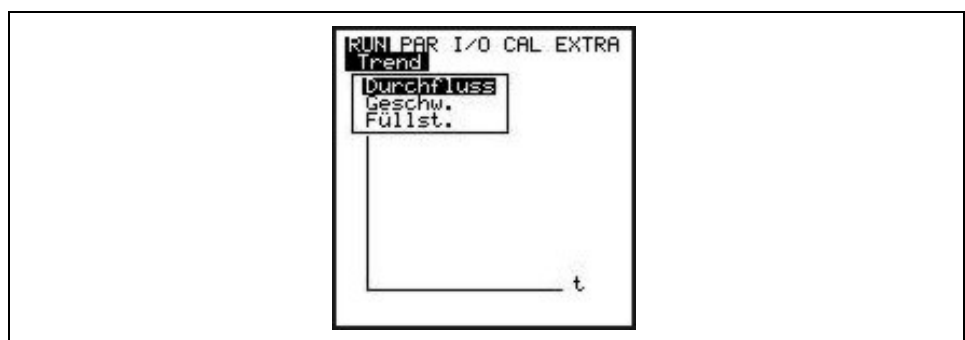 RUN PAR I/O CAL EXTRA
Trend
Durchfluss
Geschw.
Füllst.
t